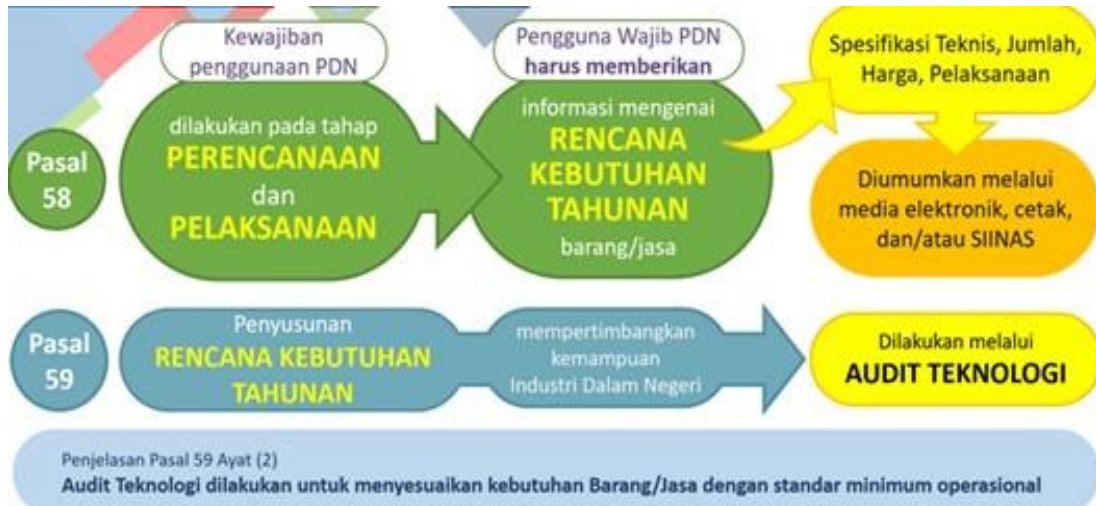 Pasal
58
Kewajiban
penggunaan PDN
dilakukan pada tahap
PERENCANAAN
dan
PELAKSANAAN
Pengguna Wajib PDN
harus memberikan
informasi mengenai
RENCANA
KEBUTUHAN
TAHUNAN
barang/jasa
Spesifikasi Teknis, Jumlah,
Harga, Pelaksanaan
Diumumkan melalui
media elektronik, cetak,
dan/atau SIINAS
Pasal
59
Penyusunan
RENCANA KEBUTUHAN
TAHUNAN
mempertimbangkan
kemampuan
Industri Dalam Negeri
Dilakukan melalui
AUDIT TEKNOLOGI
Penjelasan Pasal 59 Ayat (2)
Audit Teknologi dilakukan untuk menyesuaikan kebutuhan Barang/Jasa dengan standar minimum operasional